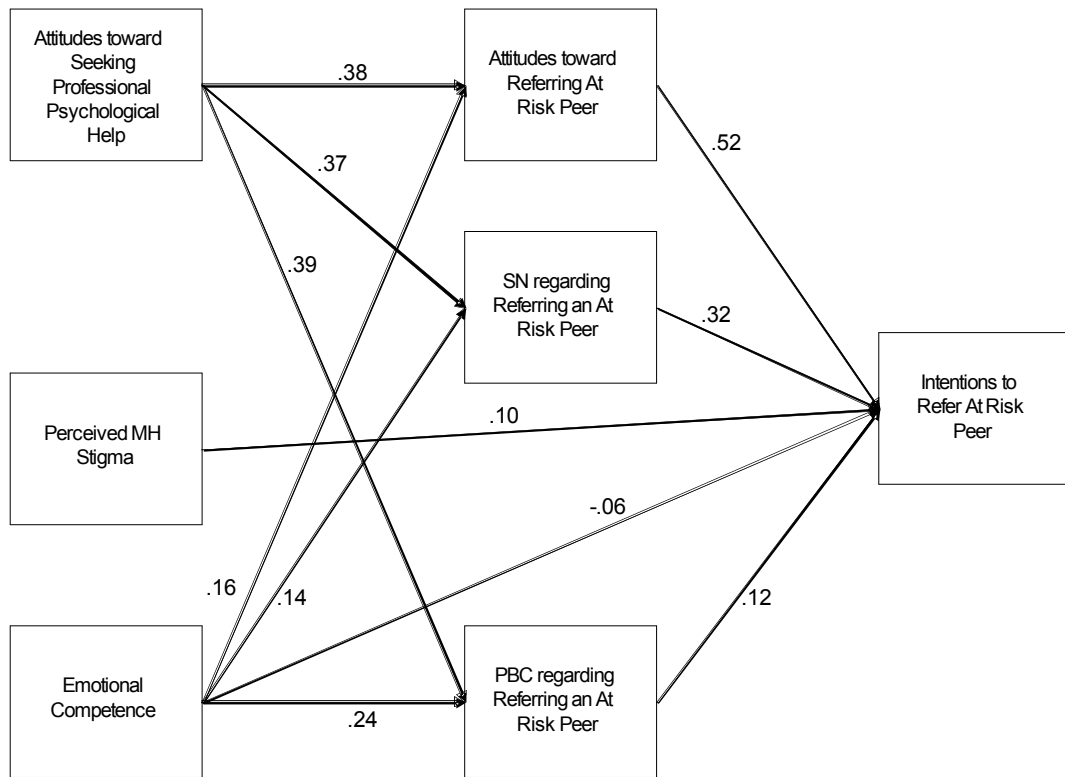 Attitudes toward
Seeking
Professional
Psychological
Help
.38
Attitudes toward
Referring At
Risk Peer
.52
.37
.39
SN regarding
Referring an At
Risk Peer
.32
Intentions to
Refer At Risk
Peer
Perceived MH
Stigma
.10
-.06
.16
.14
.12
Emotional
Competence
.24
PBC regarding
Referring an At
Risk Peer